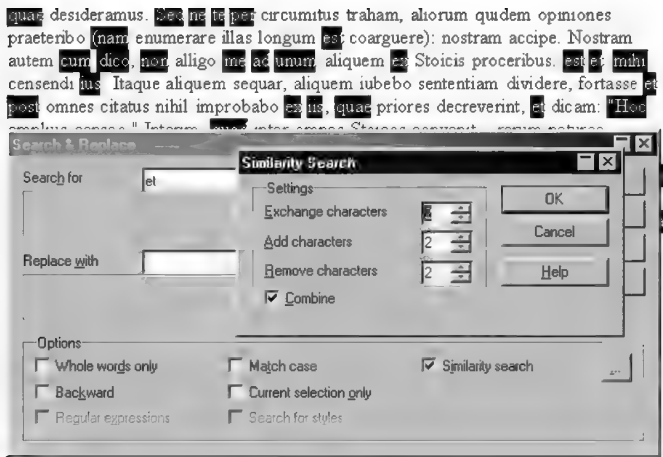 quae desideramus. Sed ne te per circumitus traham, aliorum quidem opiniones
praeteribo (nam enumerare illas longum est coarguere): nostram accipe. Nostram
autem cum dico, non alligo me ad unum aliquem ex Stoicis proceribus. est et mihi
censendi ius. Itaque aliquem sequar, aliquem iubebo sententiam dividere, fortasse et
post omnes citatus nihil improbabo ex iis, quae priores decreverint, et dicam: "Hoc
Search & Replace
Similarity Search
Search for
et
Settings
Exchange characters
2
OK
Add characters
2
Cancel
Replace with
Remove characters
2
Help
Combine
Options
Whole words only
Match case
Similarity search
...
Backward
Current selection only
Regular expressions
Search for styles